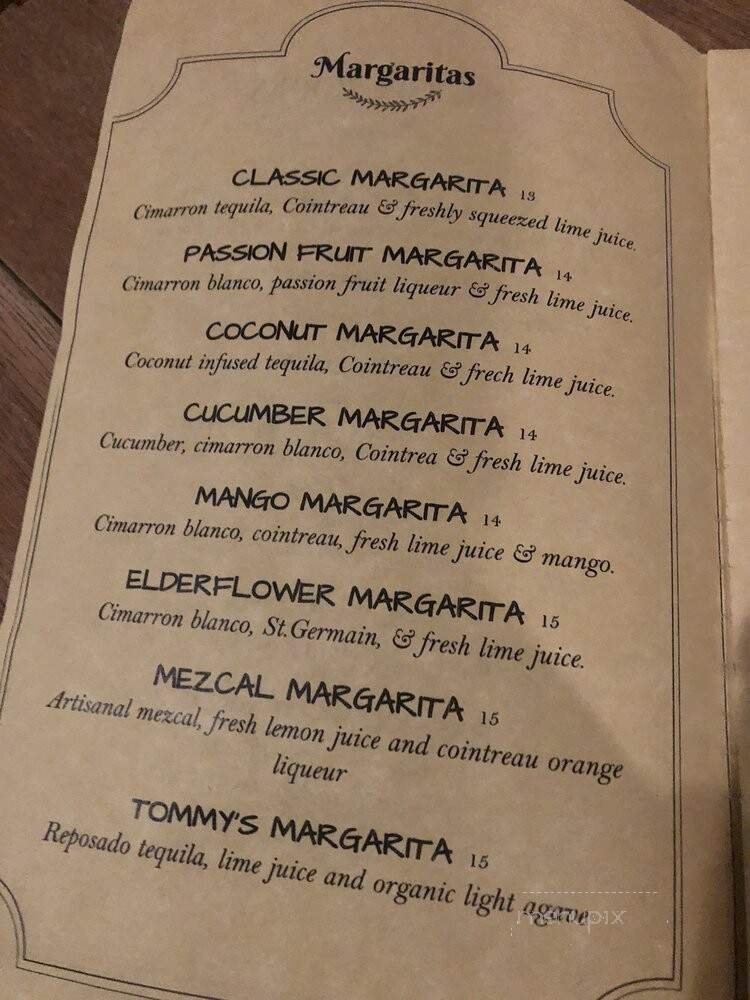 Margaritas
CLASSIC MARGARITA 13
Cimarron tequila, Cointreau & freshly squeezed lime juice.
PASSION FRUIT MARGARITA 14
Cimarron blanco, passion fruit liqueur & fresh lime juice.
COCONUT MARGARITA 14
Coconut infused tequila, Cointreau & frech lime juice.
CUCUMBER MARGARITA 14
Cucumber, cimarron blanco, Cointrea & fresh lime juice.
MANGO MARGARITA 14
Cimarron blanco, cointreau, fresh lime juice & mango.
ELDERFLOWER MARGARITA 15
Cimarron blanco, St.Germain, & fresh lime juice.
MEZCAL MARGARITA 15
Artisanal mezcal, fresh lemon juice and cointreau orange
liqueur
TOMMY'S MARGARITA 15
Reposado tequila, lime juice and organic light agave
menupix